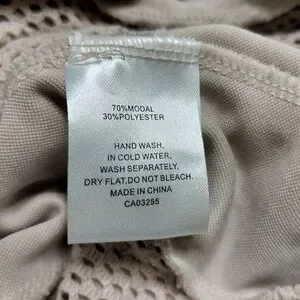 70%MODAL
30%POLYESTER
HAND WASH,
IN COLD WATER,
WASH SEPARATELY.
DRY FLAT,DO NOT BLEACH.
MADE IN CHINA
CA03255